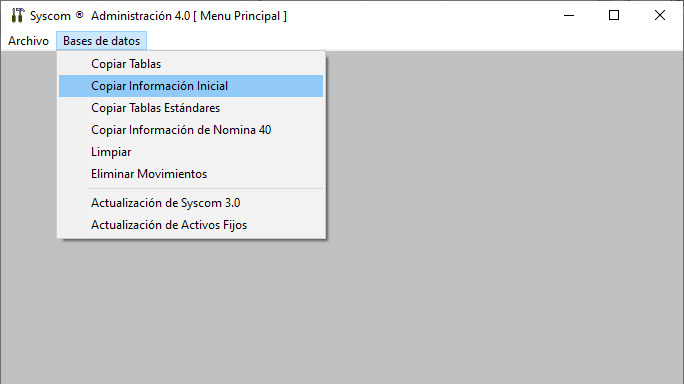 Syscom ® Administración 4.0 [ Menu Principal ]
Archivo Bases de datos
Copiar Tablas
Copiar Información Inicial
Copiar Tablas Estándares
Copiar Información de Nomina 40
Limpiar
Eliminar Movimientos
Actualización de Syscom 3.0
Actualización de Activos Fijos